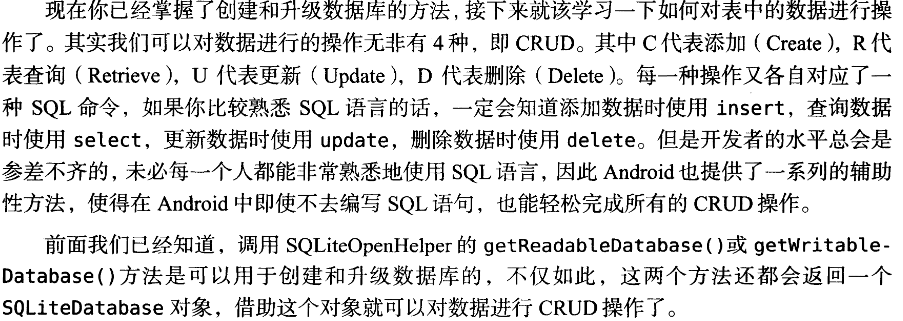 现在你已经掌握了创建和升级数据库的方法，接下来就该学习一下如何对表中的数据进行操
作了。其实我们可以对数据进行的操作无非有 4 种，即 CRUD。其中 C 代表添加（Create），R 代
表查询（Retrieve），U 代表更新（Update），D 代表删除（Delete）。每一种操作又各自对应了一
种 SQL 命令，如果你比较熟悉 SQL 语言的话，一定会知道添加数据时使用 insert，查询数据
时使用 select，更新数据时使用 update，删除数据时使用 delete。但是开发者的水平总会是
参差不齐的，未必每一个人都能非常熟悉地使用 SQL 语言，因此 Android 也提供了一系列的辅助
性方法，使得在 Android 中即使不去编写 SQL 语句，也能轻松完成所有的 CRUD 操作。
前面我们已经知道，调用 SQLiteOpenHelper 的 getReadableDatabase()或 getWritable-
Database()方法是可以用于创建和升级数据库的，不仅如此，这两个方法还都会返回一个
SQLiteDatabase 对象，借助这个对象就可以对数据进行 CRUD 操作了。